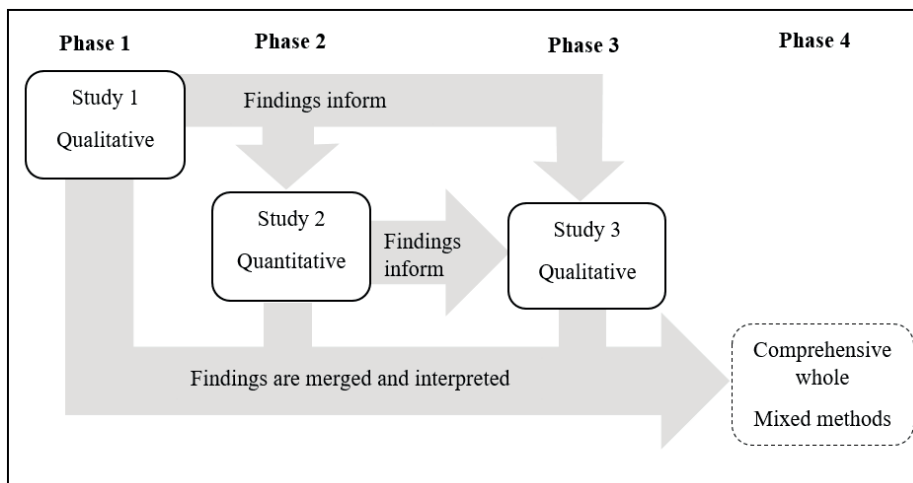 Phase 1
Phase 2
Phase 3
Phase 4
Study 1
Qualitative
Findings inform
Study 2
Quantitative
Findings
inform
Study 3
Qualitative
Findings are merged and interpreted
Comprehensive
whole
Mixed methods